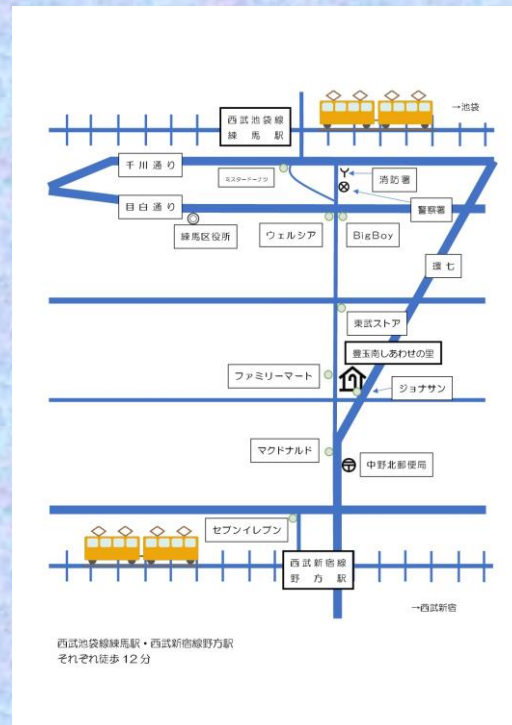 →池袋
西武池袋線
練馬駅
千川通り
ミスタードーナツ
消防署
目白通り
警察署
練馬区役所
ウェルシア
BigBoy
環七
東武ストア
豊玉南しあわせの里
ファミリーマート
ジョナサン
マクドナルド
中野北郵便局
セブンイレブン
西武新宿線
野方駅
→西武新宿
西武池袋線練馬駅・西武新宿線野方駅
それぞれ徒歩12分